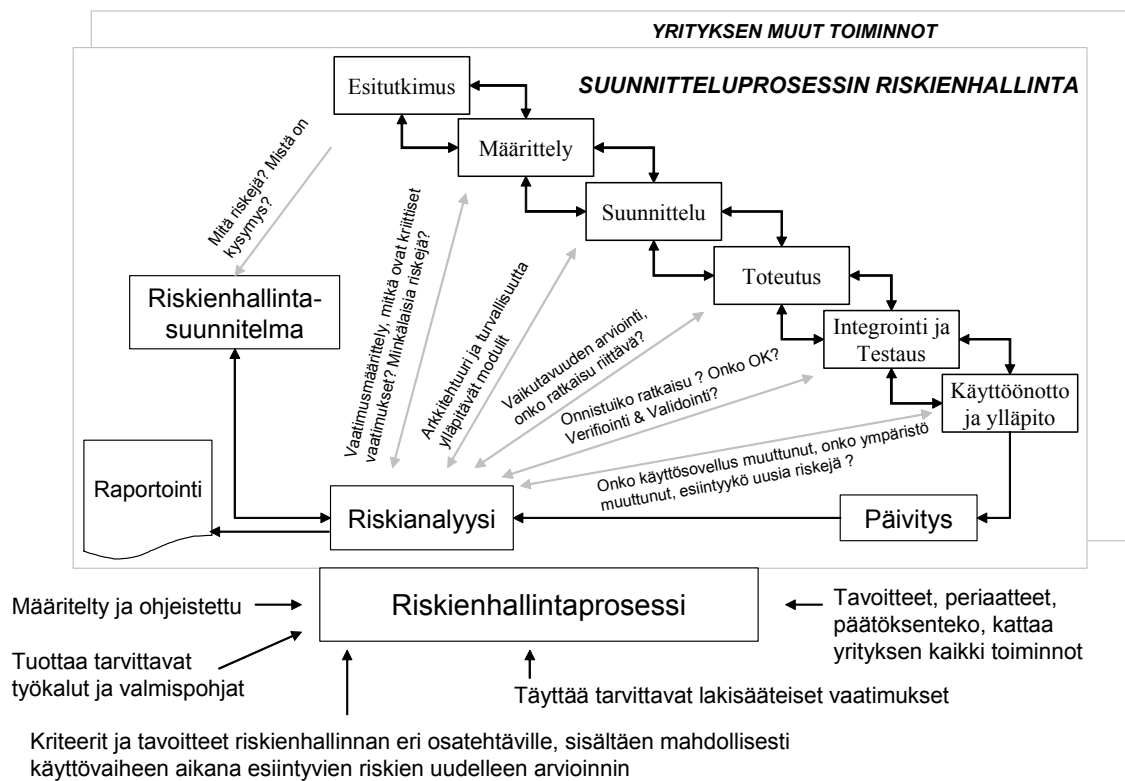 YRITYKSEN MUUT TOIMINNOT
SUUNNITTELUPROSESSIN RISKIENHALLINTA
Esitutkimus
Määrittely
Suunnittelu
Toteutus
Integrointi ja
Testaus
Käyttöönotto
ja ylläpito
Mitä riskejä? Mistä on
kysymys?
Riskienhallinta-
suunnitelma
Vaatimusmäärittely, mitkä ovat kriittiset
vaatimukset? Minkälaisia riskejä?
Arkkitehtuuri ja turvallisuutta
ylläpitävät modulit
Vaikutavuuden arviointi,
onko ratkaisu riittävä?
Onnistuiko ratkaisu ? Onko OK?
Verifiointi & Validointi?
Onko käyttösovellus muuttunut, onko ympäristö
muuttunut, esiintyykö uusia riskejä ?
Raportointi
Riskianalyysi
Päivitys
Riskienhallintaprosessi
Määritelty ja ohjeistettu
Tuottaa tarvittavat
työkalut ja valmispohjat
Tavoitteet, periaatteet,
päätöksenteko, kattaa
yrityksen kaikki toiminnot
Täyttää tarvittavat lakisääteiset vaatimukset
Kriteerit ja tavoitteet riskienhallinnan eri osatehtäville, sisältäen mahdollisesti
käyttövaiheen aikana esiintyvien riskien uudelleen arvioinnin